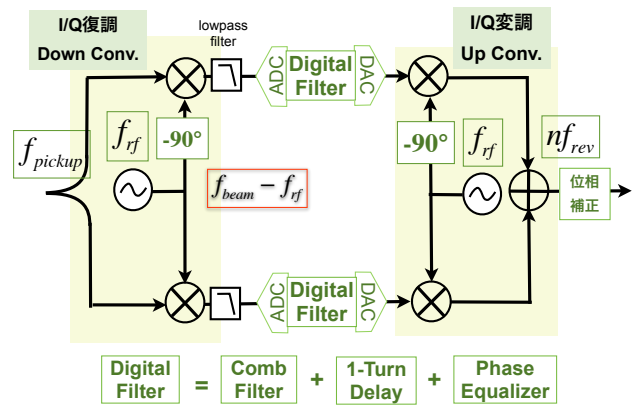 I/Q復調
Down Conv.
lowpass
filter
ADC
Digital
Filter
DAC
I/Q変調
Up Conv.
f_pickup
f_rf
-90°
f_beam − f_rf
-90°
f_rf
nf_rev
位相
補正
ADC
Digital
Filter
DAC
Digital
Filter
=
Comb
Filter
+
1-Turn
Delay
+
Phase
Equalizer